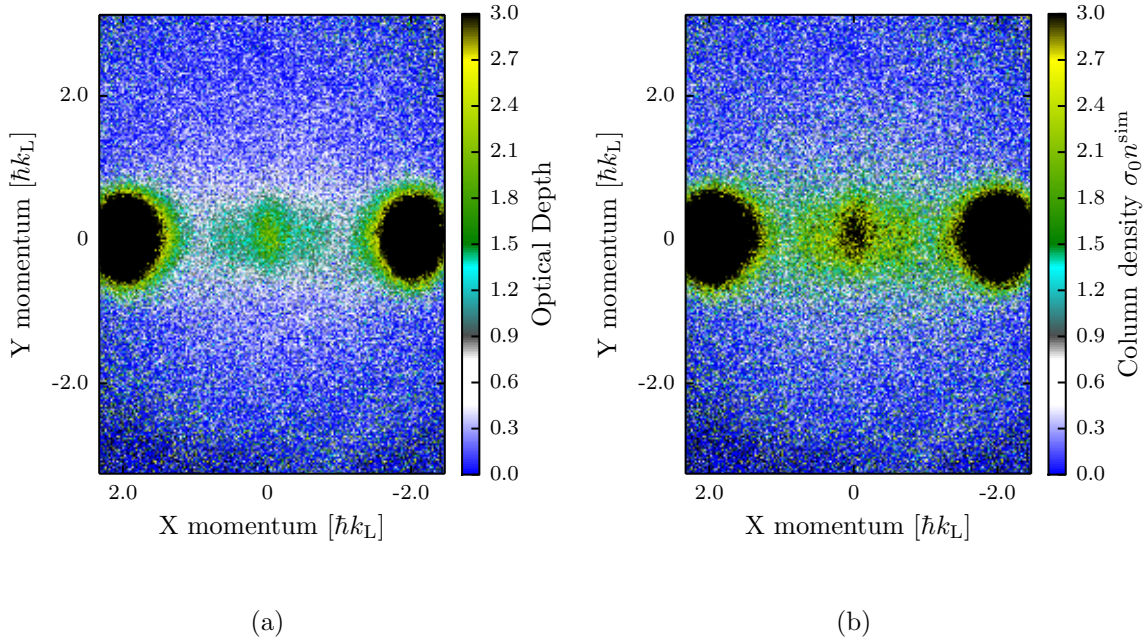 3.0
2.7
2.4
2.1
1.8
1.5
1.2
0.9
0.6
0.3
0.0
Optical Depth
2.0
0
-2.0
Y momentum [ħk_L]
2.0 0 -2.0
X momentum [ħk_L]
(a)
3.0
2.7
2.4
2.1
1.8
1.5
1.2
0.9
0.6
0.3
0.0
Column density σ₀n^sim
2.0
0
-2.0
Y momentum [ħk_L]
2.0 0 -2.0
X momentum [ħk_L]
(b)